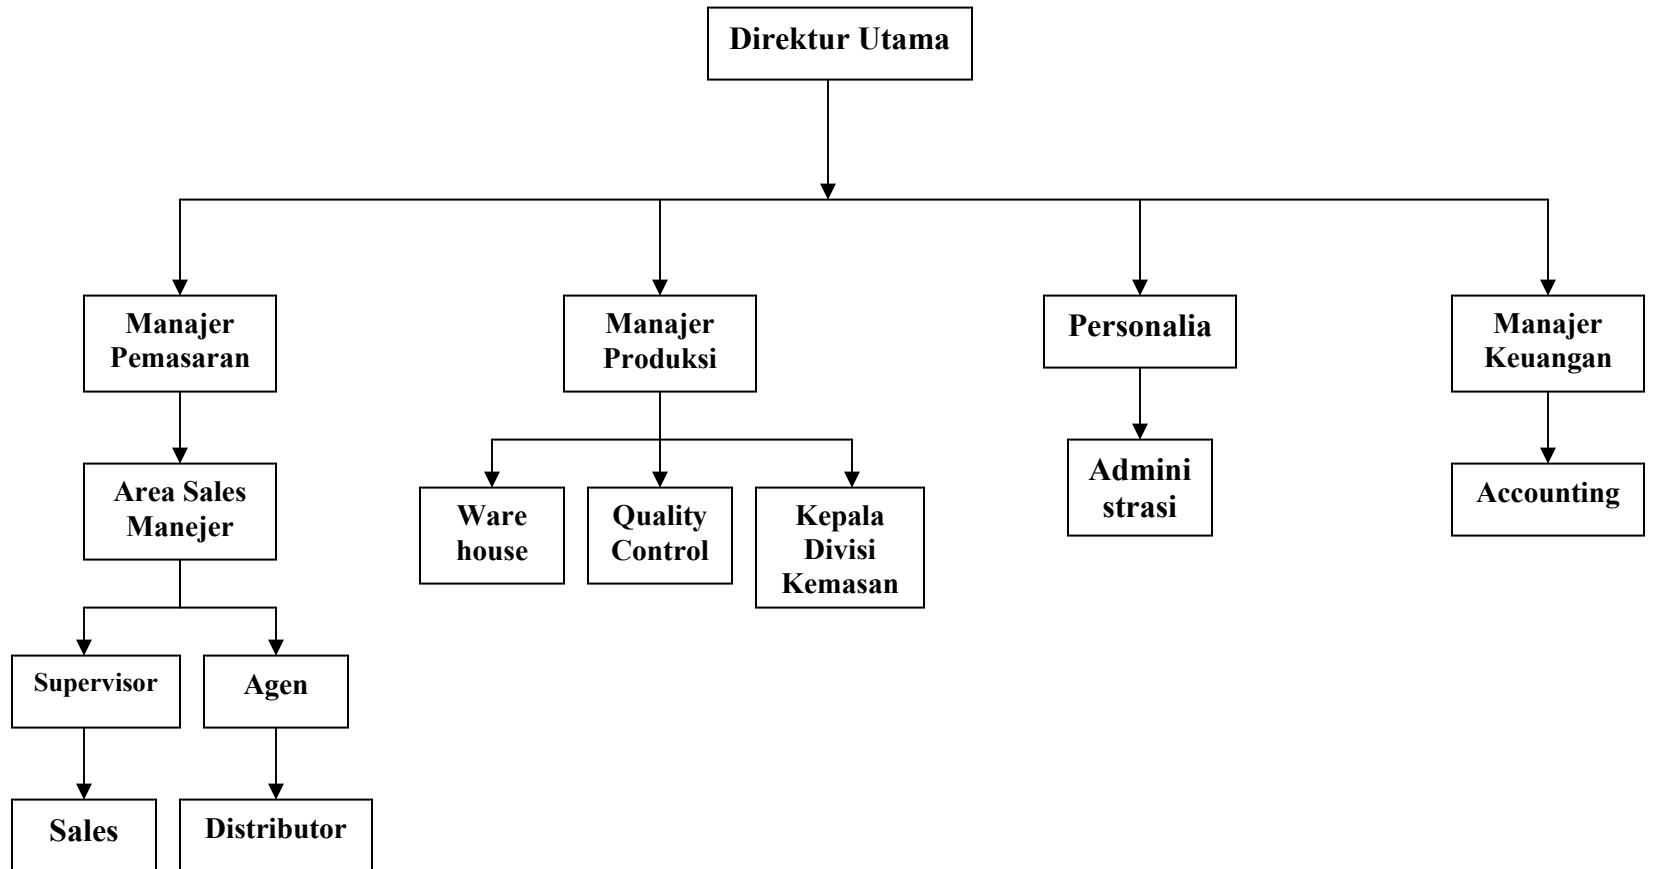 Direktur Utama
Manajer
Pemasaran
Manajer
Produksi
Personalia
Manajer
Keuangan
Area Sales
Manejer
Ware
house
Quality
Control
Kepala
Divisi
Kemasan
Admini
strasi
Accounting
Supervisor
Agen
Sales
Distributor